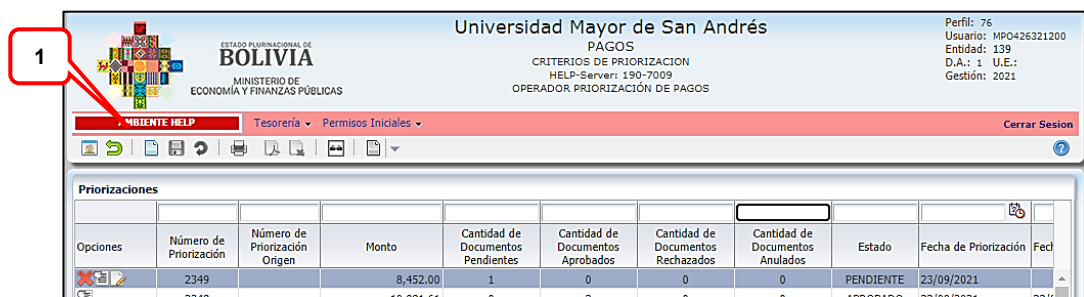 1
ESTADO PLURINACIONAL DE
BOLIVIA
MINISTERIO DE
ECONOMÍA Y FINANZAS PÚBLICAS
Universidad Mayor de San Andrés
PAGOS
CRITERIOS DE PRIORIZACION
HELP-Server: 190-7009
OPERADOR PRIORIZACIÓN DE PAGOS
Perfil: 76
Usuario: MPO426321200
Entidad: 139
D.A.: 1 U.E.:
Gestión: 2021
AMBIENTE HELP Tesorería Permisos Iniciales Cerrar Sesion
Priorizaciones
Opciones
Número de
Priorización
Número de
Priorización
Origen
Monto
Cantidad de
Documentos
Pendientes
Cantidad de
Documentos
Aprobados
Cantidad de
Documentos
Rechazados
Cantidad de
Documentos
Anulados
Estado
Fecha de Priorización
2349 8,452.00 1 0 0 0 PENDIENTE 23/09/2021